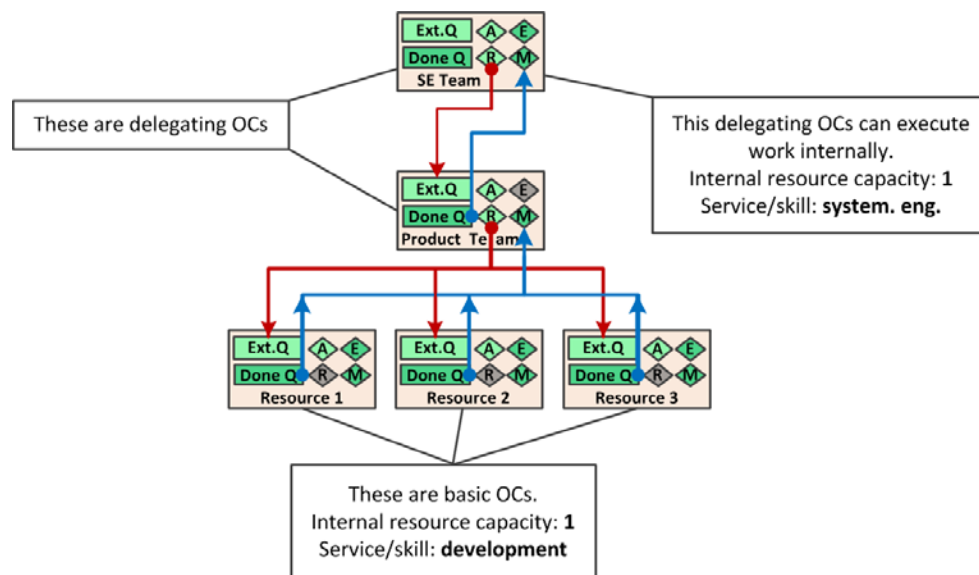 Ext.Q A E
Done Q R M
SE Team
These are delegating OCs
This delegating OCs can execute
work internally.
Internal resource capacity: 1
Service/skill: system. eng.
Ext.Q A E
Done Q R M
Product Team
Ext.Q A E
Done Q R M
Resource 1
Ext.Q A E
Done Q R M
Resource 2
Ext.Q A E
Done Q R M
Resource 3
These are basic OCs.
Internal resource capacity: 1
Service/skill: development